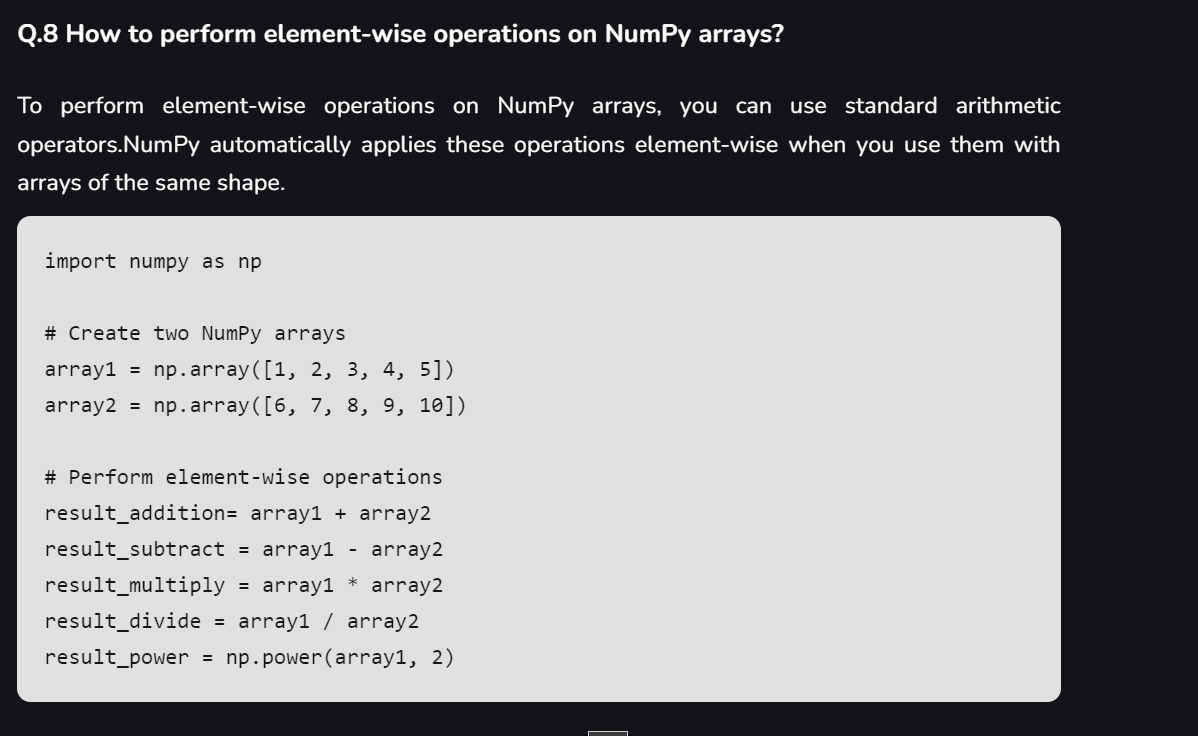 Q.8 How to perform element-wise operations on NumPy arrays?
To perform element-wise operations on NumPy arrays, you can use standard arithmetic
operators.NumPy automatically applies these operations element-wise when you use them with
arrays of the same shape.
import numpy as np
# Create two NumPy arrays
array1 = np.array([1, 2, 3, 4, 5])
array2 = np.array([6, 7, 8, 9, 10])
# Perform element-wise operations
result_addition= array1 + array2
result_subtract = array1 - array2
result_multiply = array1 * array2
result_divide = array1 / array2
result_power = np.power(array1, 2)